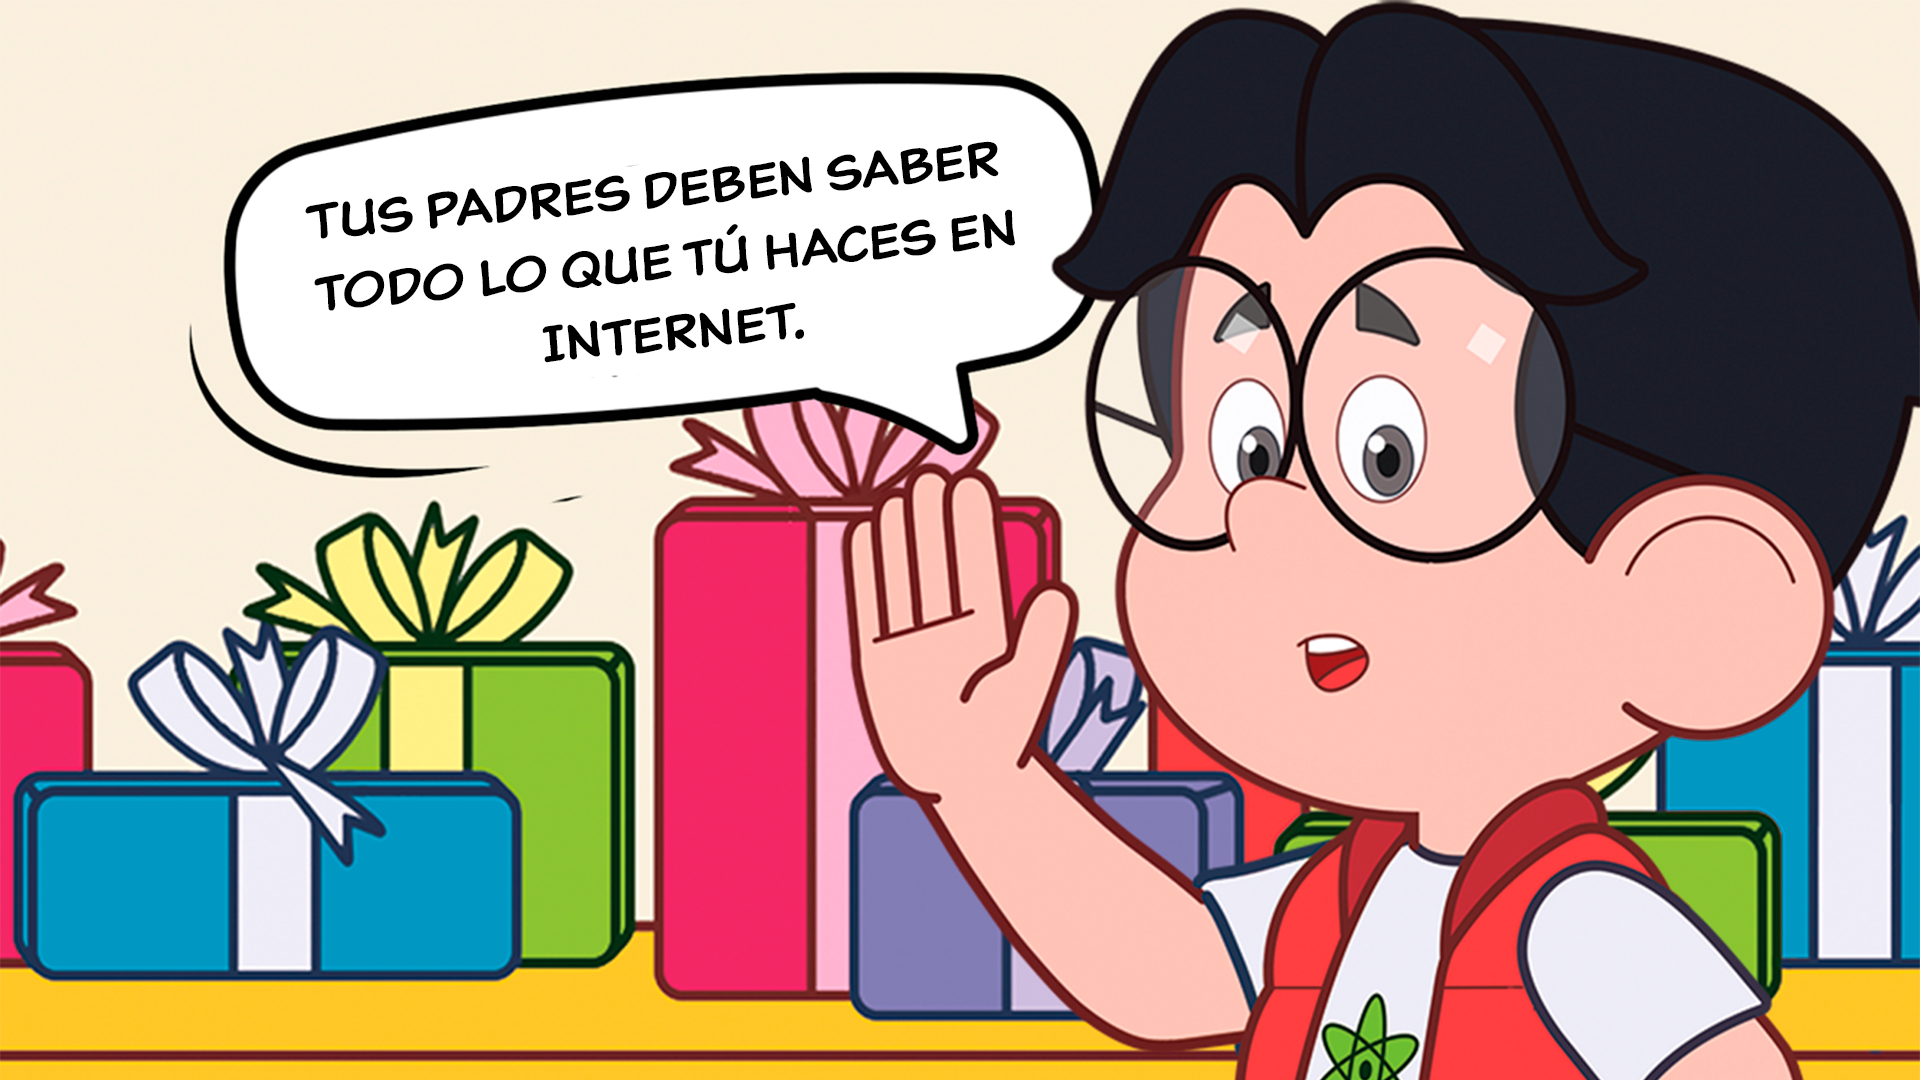 TUS PADRES DEBEN SABER
TODO LO QUE TÚ HACES EN
INTERNET.